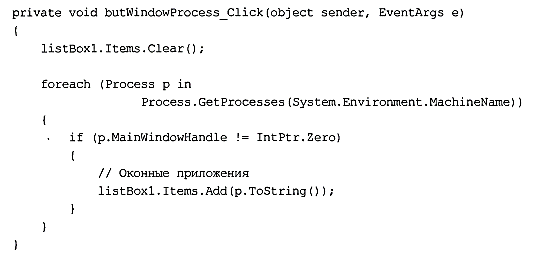 private void butWindowProcess_Click(object sender, EventArgs e)
{
listBox1.Items.Clear();
foreach (Process p in
Process.GetProcesses(System.Environment.MachineName))
{
if (p.MainWindowHandle != IntPtr.Zero)
{
// Оконные приложения
listBox1.Items.Add(p.ToString());
}
}
}